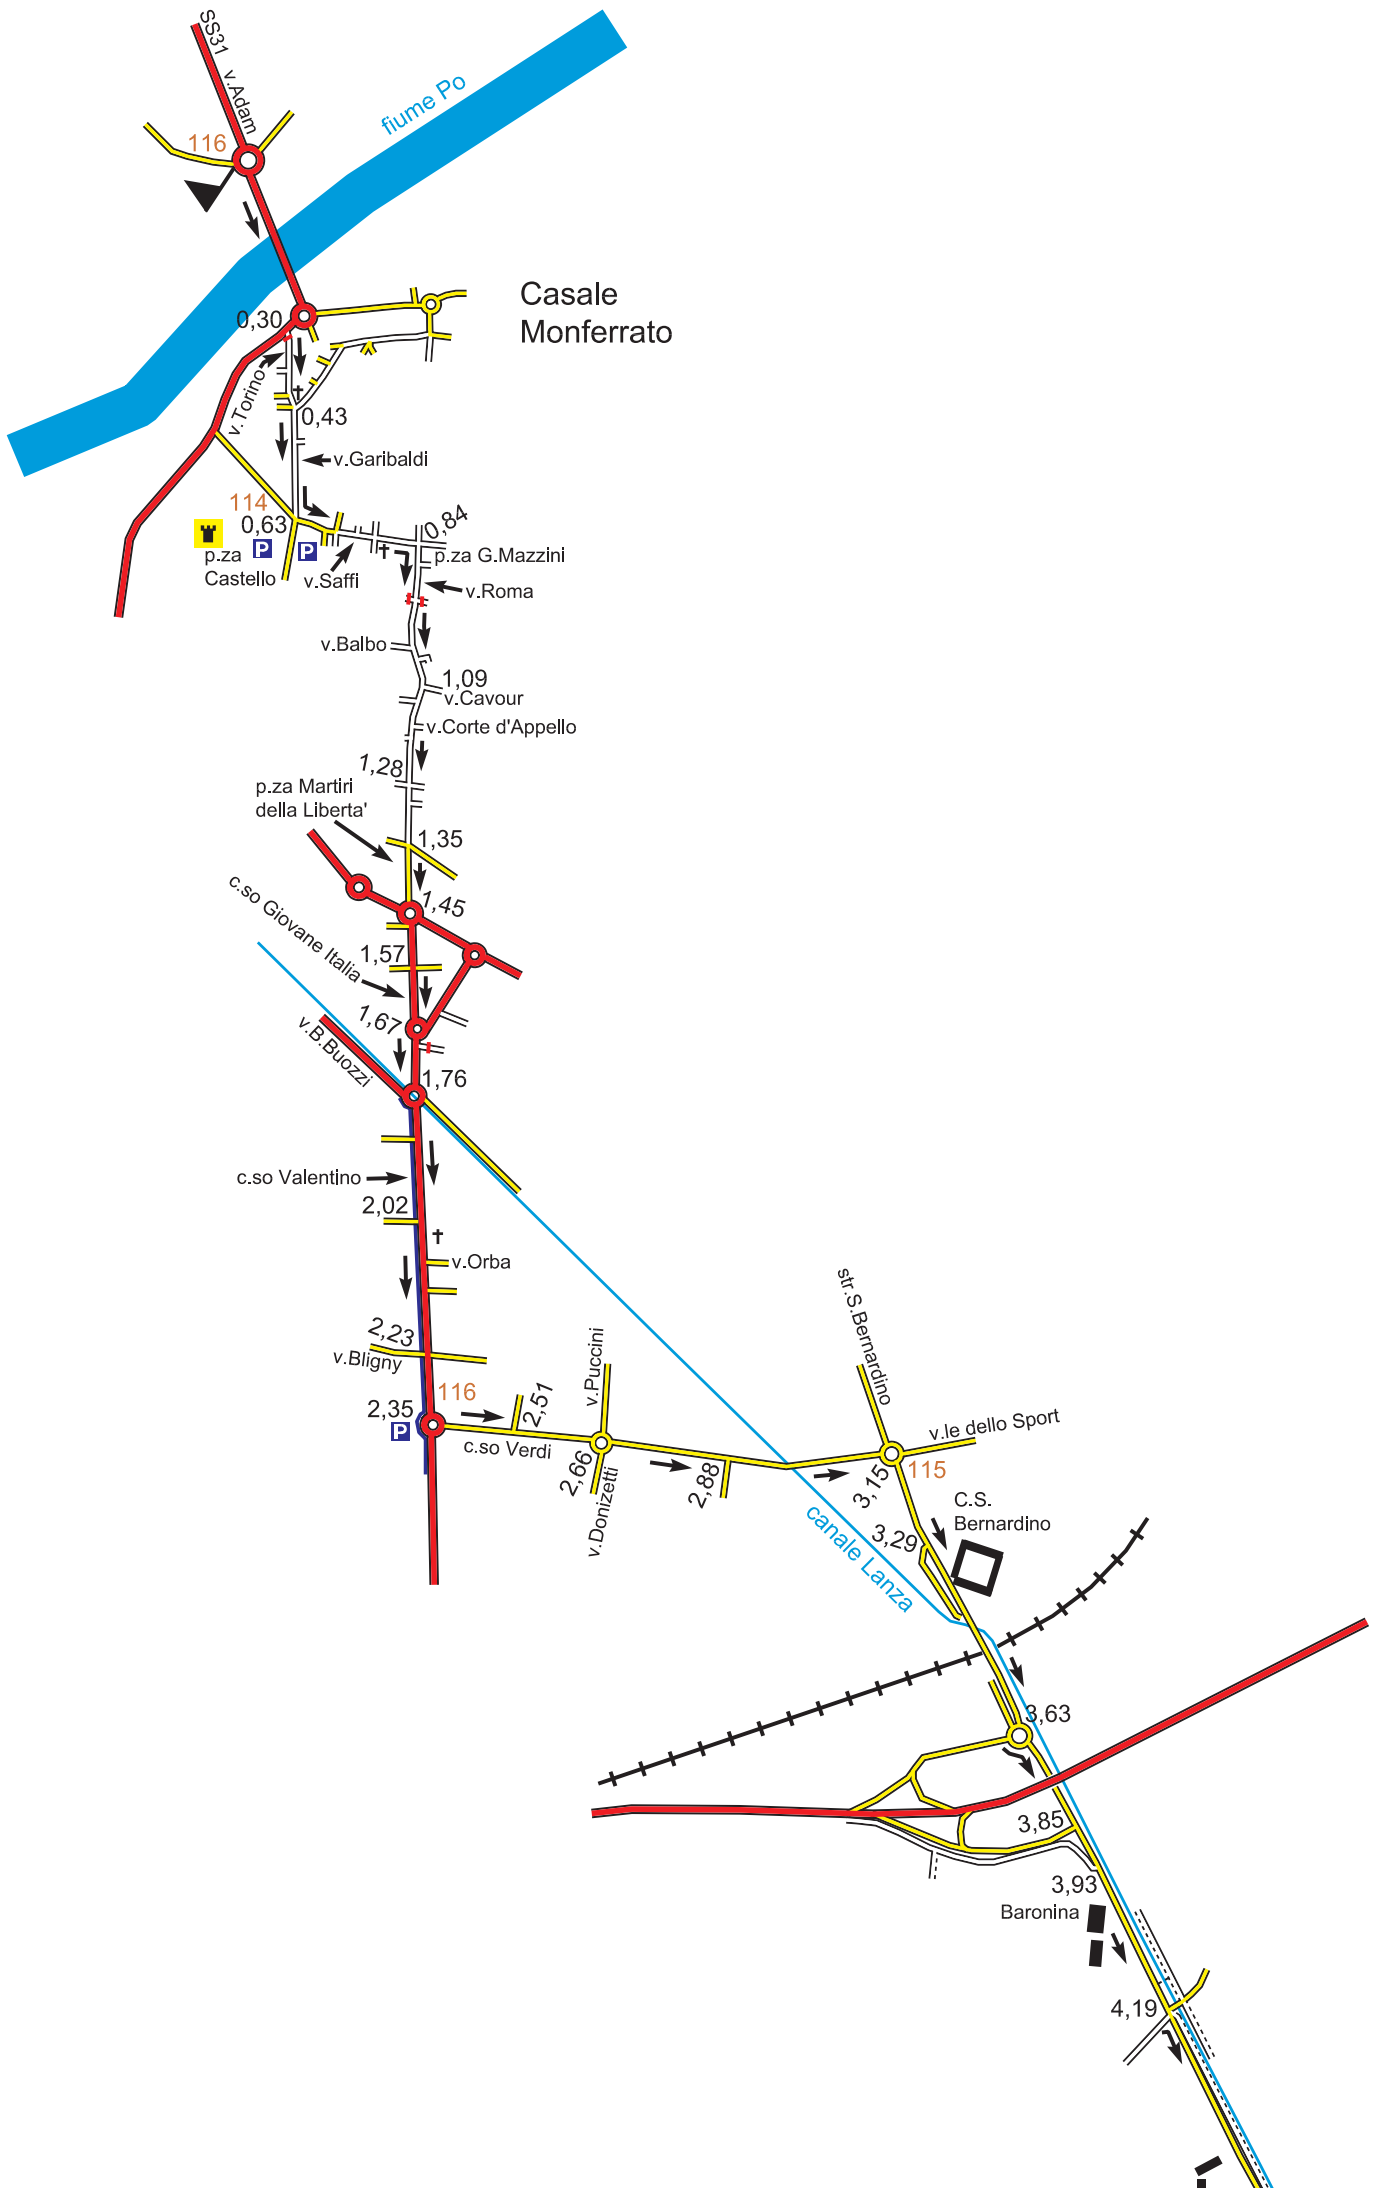 SS31 v.Adam
fiume Po
116
Casale
Monferrato
0,30
v.Torino
0,43
v.Garibaldi
114
0,63
P
P
p.za
Castello
v.Saffi
0,84
p.za G.Mazzini
v.Roma
v.Balbo
1,09
v.Cavour
v.Corte d'Appello
1,28
p.za Martiri
della Liberta'
1,35
c.so Giovane Italia
1,45
1,57
1,67
v.B.Buozzi
1,76
c.so Valentino
2,02
v.Orba
2,23
v.Bligny
116
2,35
P
2,51
c.so Verdi
v.Puccini
2,66
v.Donizetti
2,88
str.S.Bernardino
v.le dello Sport
3,15
115
C.S.
Bernardino
3,29
canale Lanza
3,63
3,85
3,93
Baronina
4,19